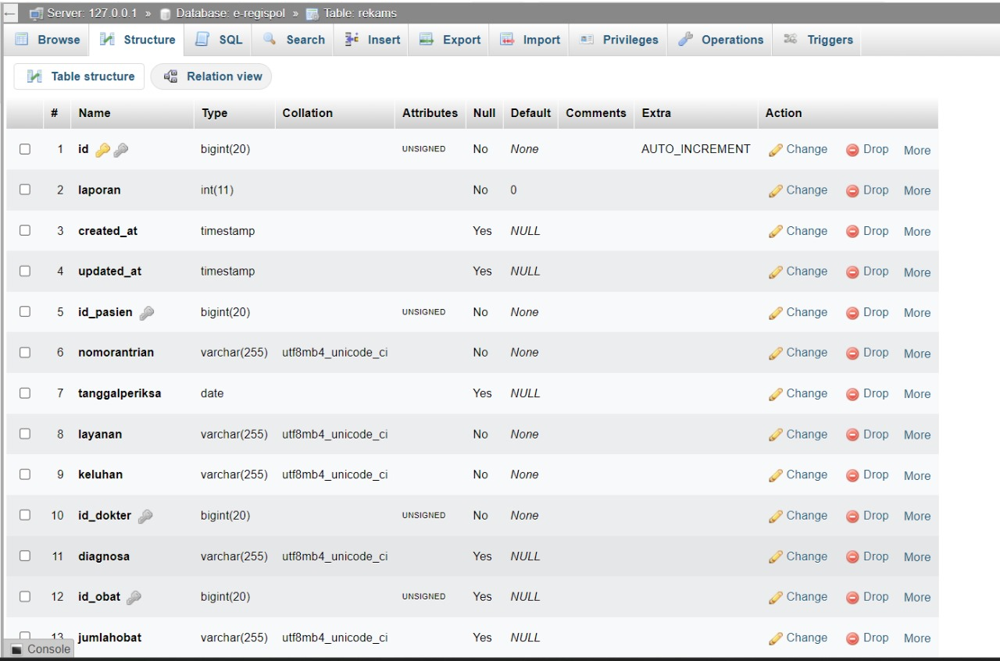 Server: 127.0.0.1 » Database: e-regispol » Table: rekams
Browse Structure SQL Search Insert Export Import Privileges Operations Triggers
Table structure Relation view
# Name Type Collation Attributes Null Default Comments Extra Action
1 id bigint(20) UNSIGNED No None AUTO_INCREMENT Change Drop More
2 laporan int(11) No 0 Change Drop More
3 created_at timestamp Yes NULL Change Drop More
4 updated_at timestamp Yes NULL Change Drop More
5 id_pasien bigint(20) UNSIGNED No None Change Drop More
6 nomorantrian varchar(255) utf8mb4_unicode_ci No None Change Drop More
7 tanggalperiksa date Yes NULL Change Drop More
8 layanan varchar(255) utf8mb4_unicode_ci No None Change Drop More
9 keluhan varchar(255) utf8mb4_unicode_ci No None Change Drop More
10 id_dokter bigint(20) UNSIGNED No None Change Drop More
11 diagnosa varchar(255) utf8mb4_unicode_ci Yes NULL Change Drop More
12 id_obat bigint(20) UNSIGNED Yes NULL Change Drop More
13 jumlahobat varchar(255) utf8mb4_unicode_ci Yes NULL Change Drop More
Console